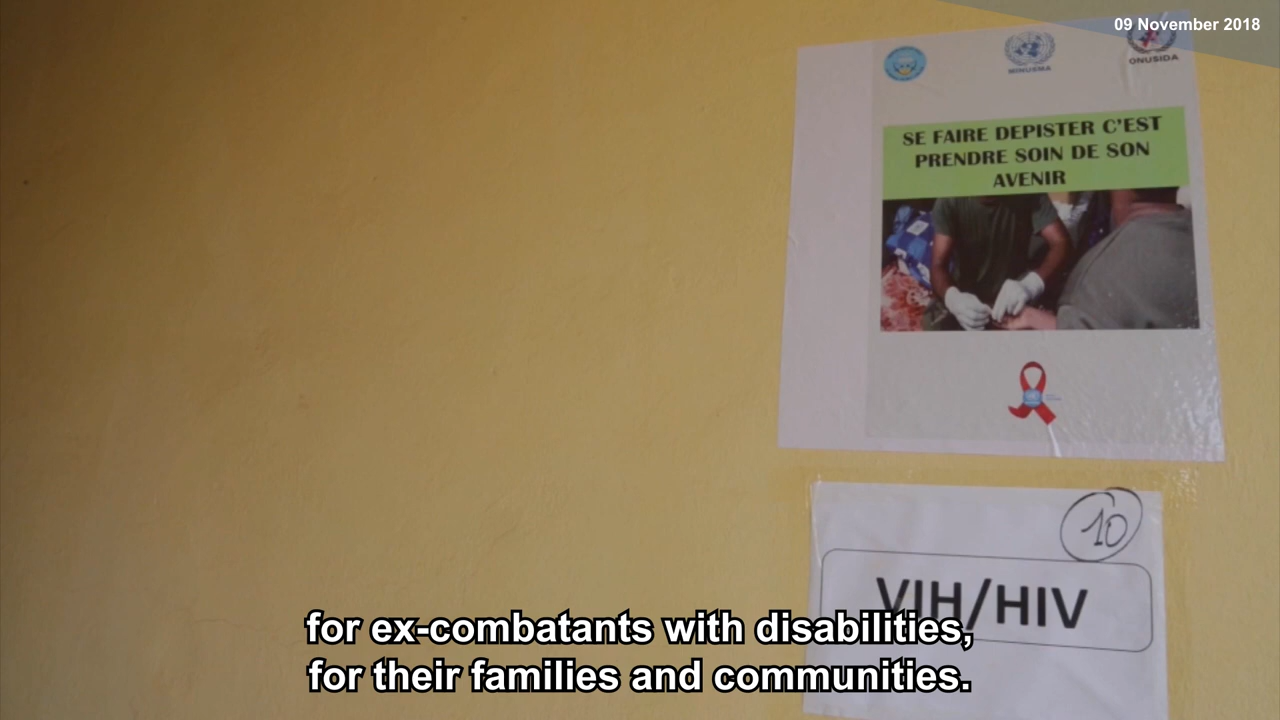 09 November 2018
MINUSMA
ONUSIDA
SE FAIRE DEPISTER C'EST
PRENDRE SOIN DE SON
AVENIR
10
VIH/HIV
for ex-combatants with disabilities,
for their families and communities.